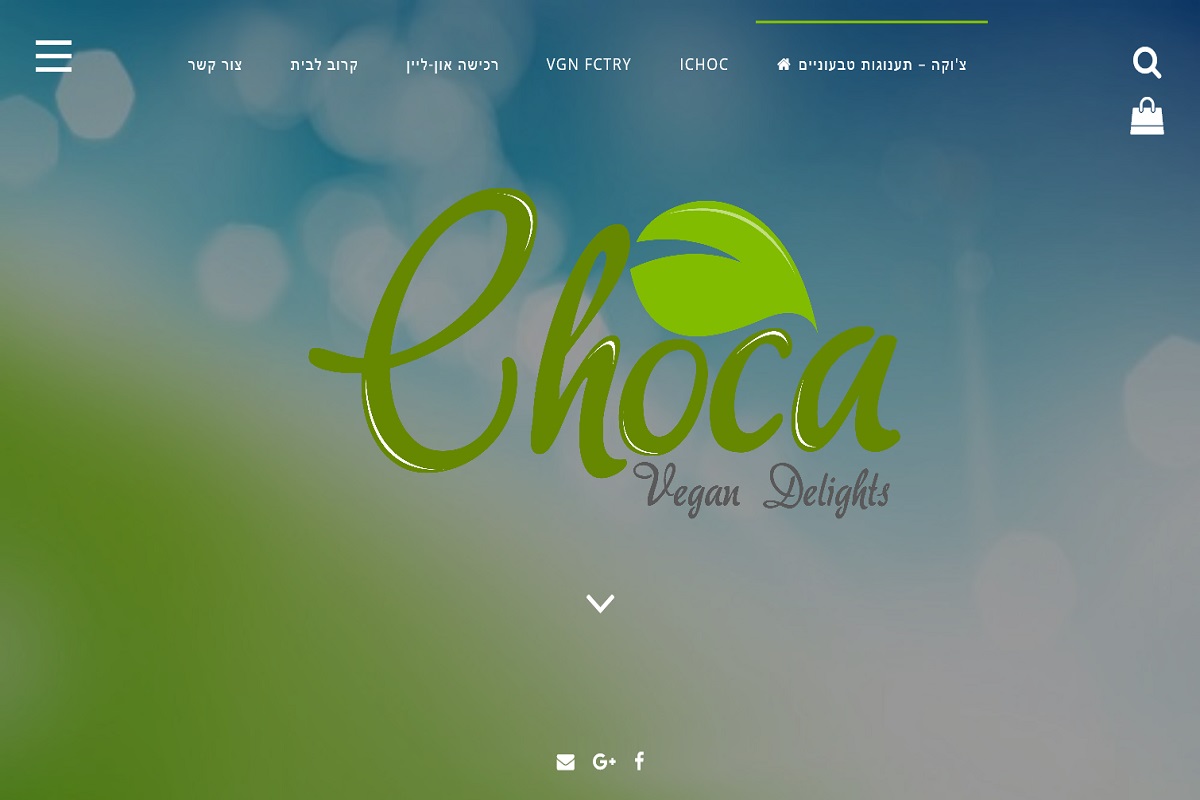 צ'וקה – תענוגות טבעוניים
ICHOC
VGN FCTRY
רכישה און-ליין
קרוב לבית
צור קשר
Choca
Vegan Delights
G+ f